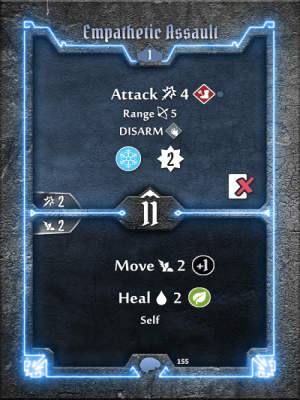 Empathetic Assault
1
Attack 4
Range 5
DISARM
2
2
2
11
Move 2 +1
Heal 2
Self
155